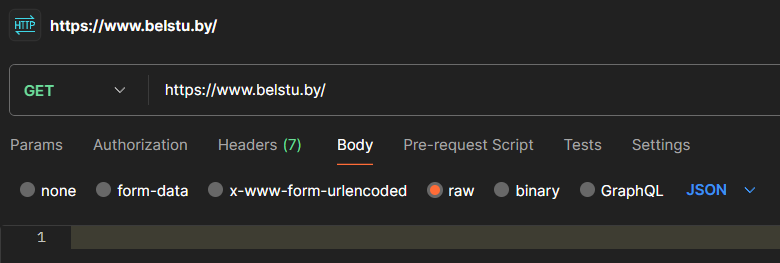 HTTP https://www.belstu.by/
GET https://www.belstu.by/
Params Authorization Headers (7) Body Pre-request Script Tests Settings
none form-data x-www-form-urlencoded raw binary GraphQL JSON
1